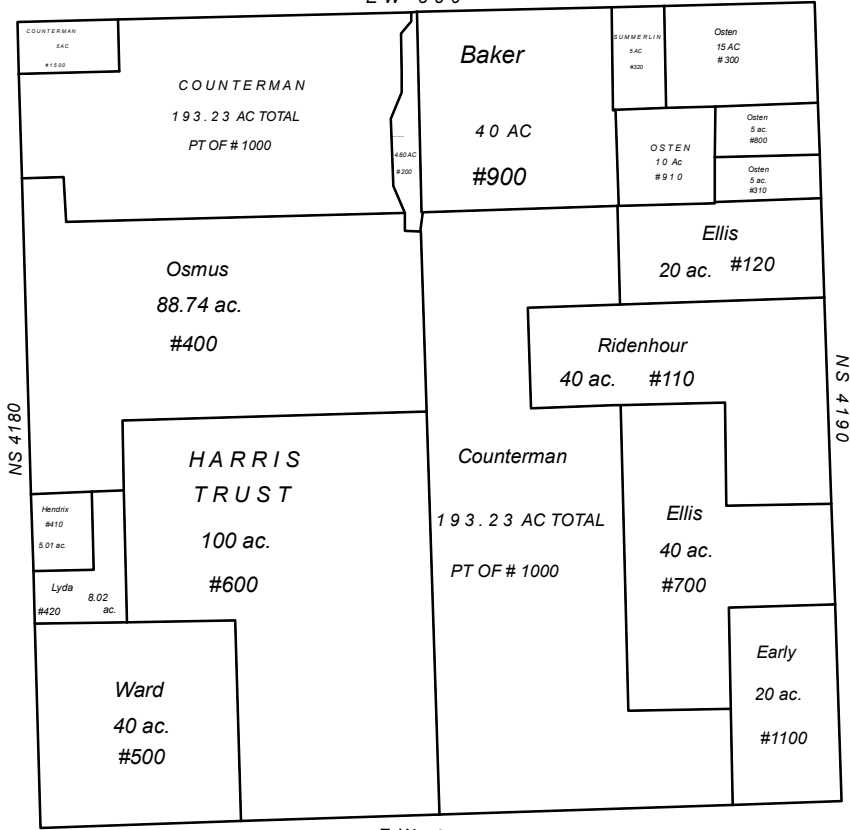 COUNTERMAN
5AC
#1500
COUNTERMAN
193.23 AC TOTAL
PT OF # 1000
4.60 AC
#200
Baker
40 AC
#900
SUMMERLIN
5 AC
#320
Osten
15 AC
# 300
OSTEN
10 Ac
#910
Osten
5 ac.
#800
Osten
5 ac.
#310
Ellis
20 ac. #120
Osmus
88.74 ac.
#400
Ridenhour
40 ac. #110
NS 4180
NS 4190
HARRIS
TRUST
100 ac.
#600
Counterman
193.23 AC TOTAL
PT OF # 1000
Ellis
40 ac.
#700
Hendrix
#410
5.01 ac.
Lyda
8.02
#420 ac.
Ward
40 ac.
#500
Early
20 ac.
#1100